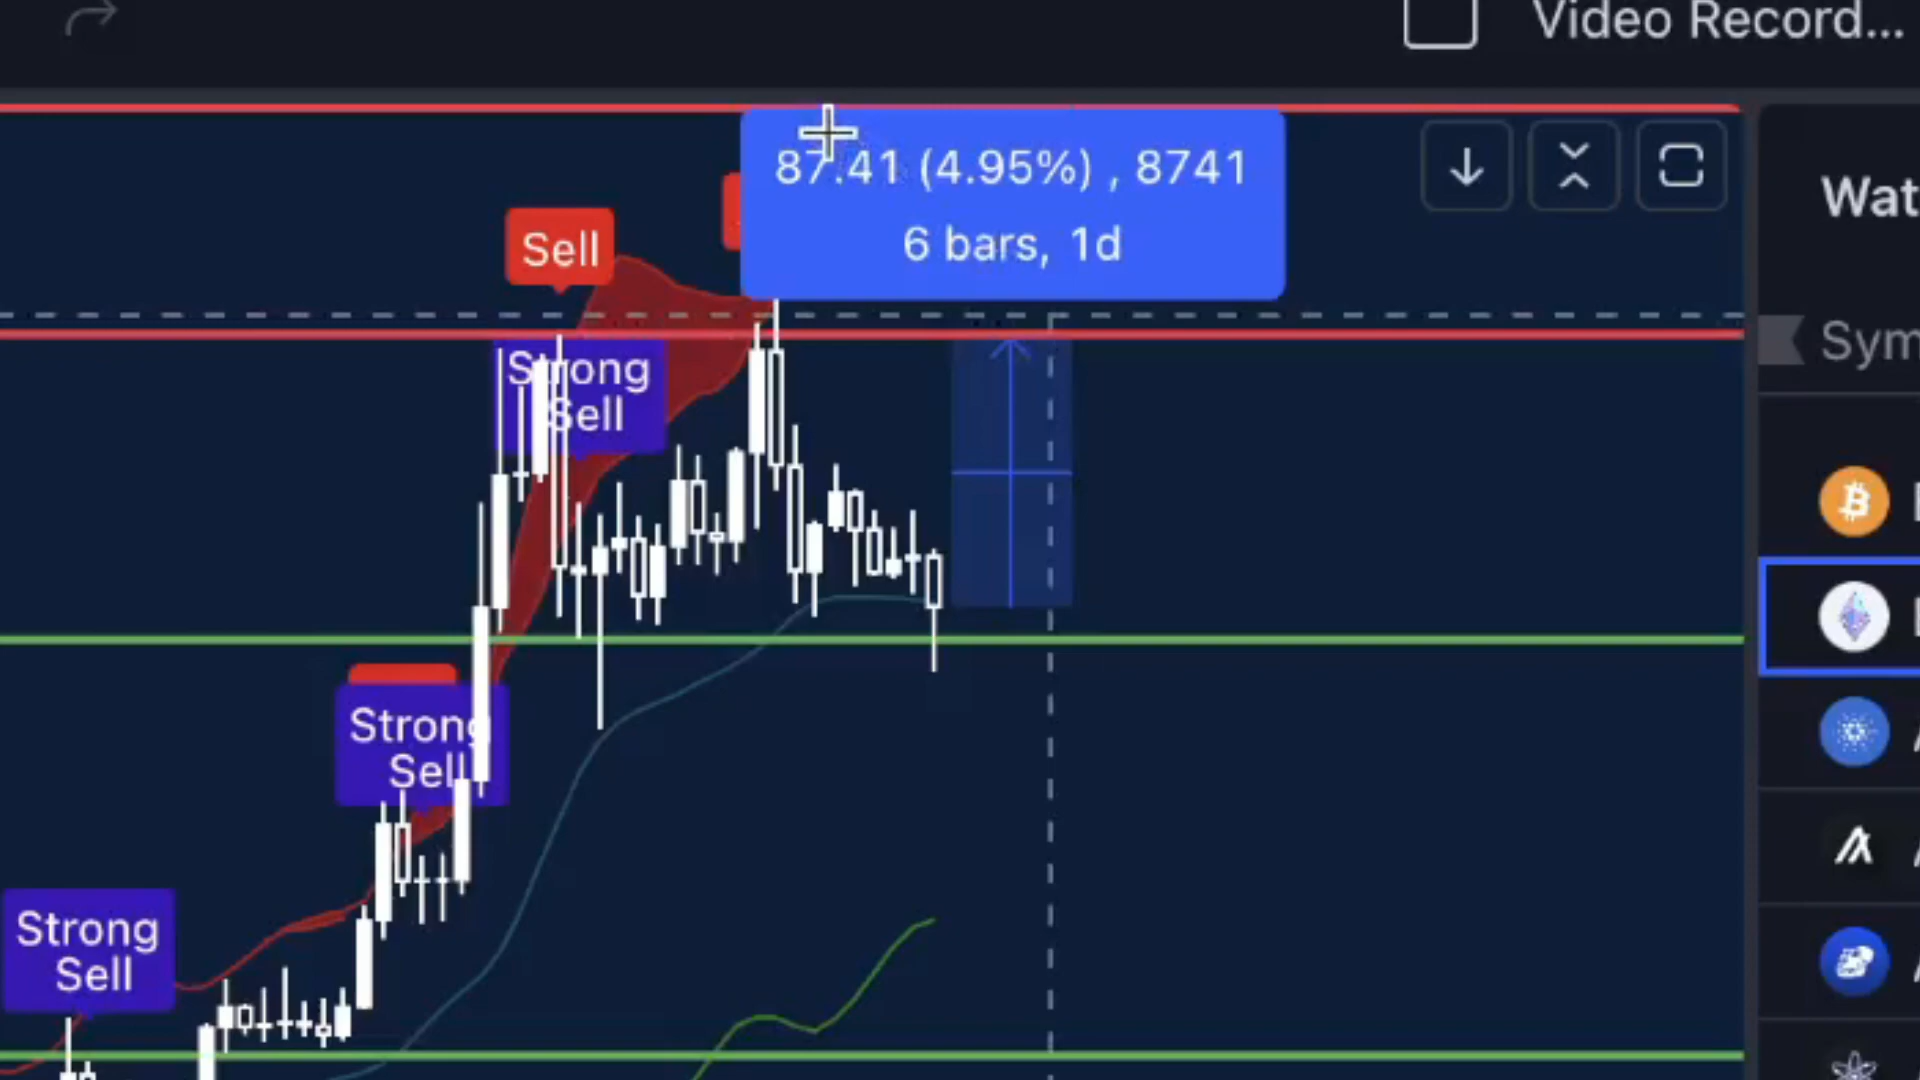 Video Record...
87.41 (4.95%) , 8741
6 bars, 1d
Sell
Strong
Sell
Strong
Sell
Strong
Sell
Wat
Sym